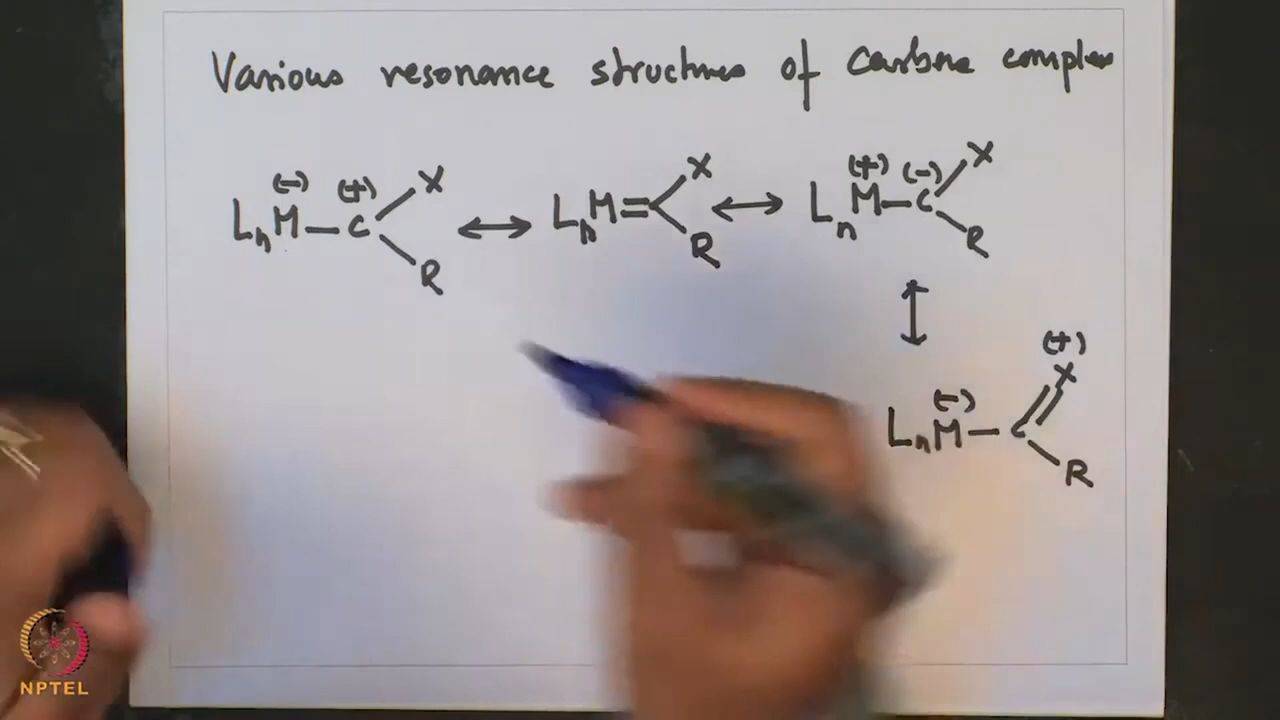 Various resonance structures of Carbene complex
(-) (+) X (+) (-) X
LnM—C ↔ LnM= X ↔ LnM—C
R R R
↕
(+)
(-) X
LnM—C
R
NPTEL